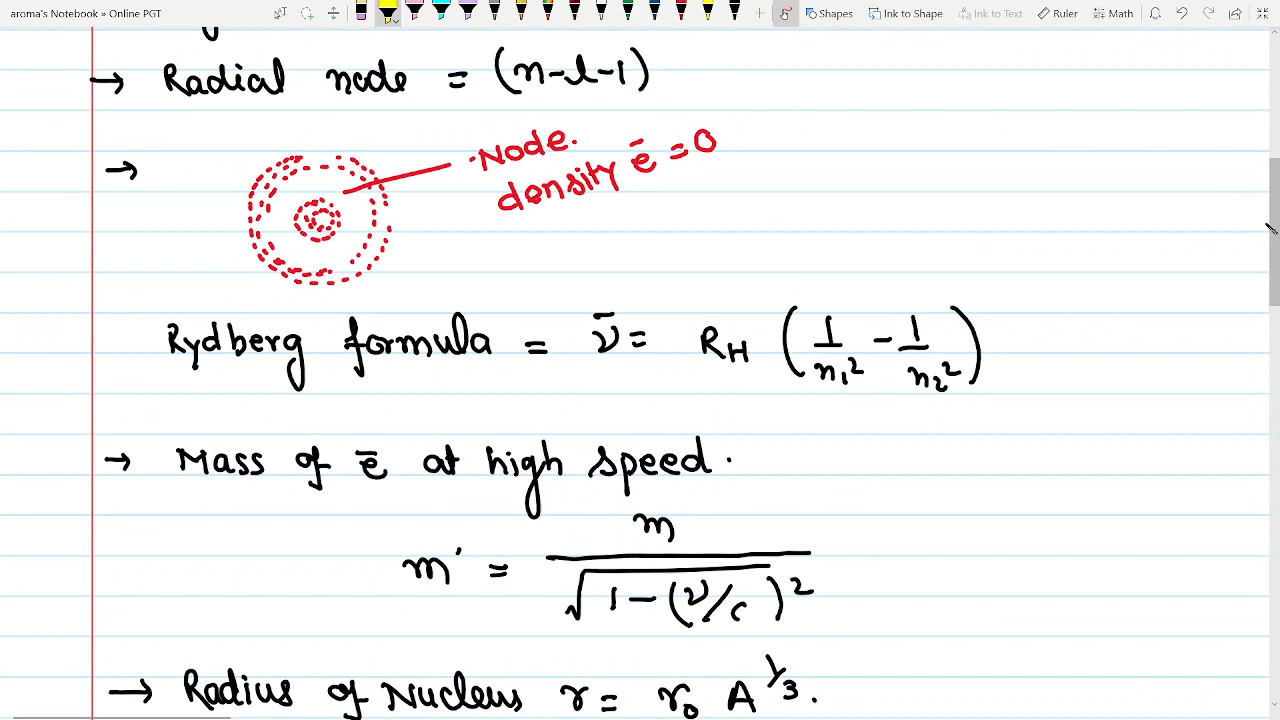 aroma's Notebook » Online PGT
Shapes Ink to Shape Ink to Text Ruler Math
→ Radial node = (n-l-1)
→
Node.
density ē = 0
Rydberg formula = ν̄ = R_H (1/n₁² - 1/n₂²)
→ Mass of ē at high speed.
m' = m / √(1-(v/c)²)
→ Radius of Nucleus r = r₀ A^1/3.